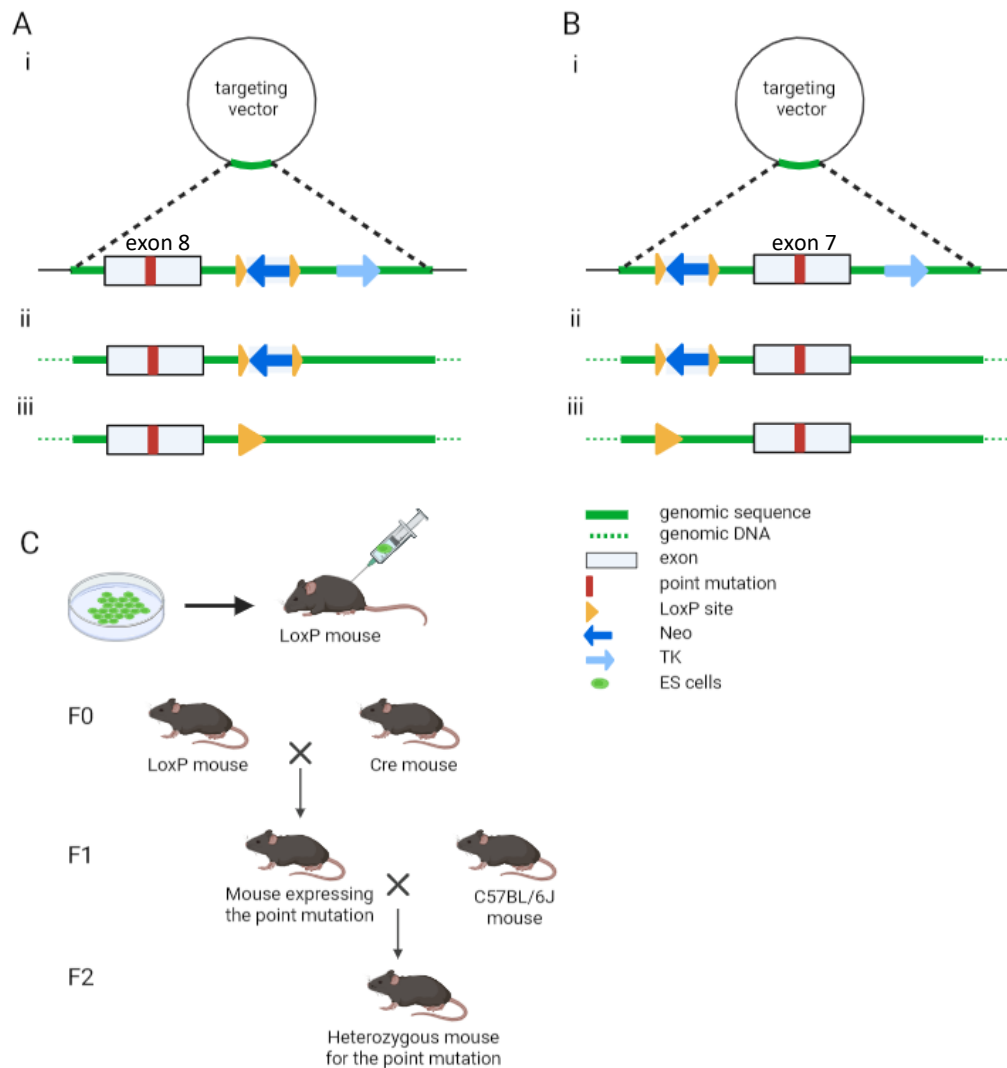 A
i
targeting
vector
exon 8
ii
iii
B
i
targeting
vector
exon 7
ii
iii
genomic sequence
genomic DNA
exon
point mutation
LoxP site
Neo
TK
ES cells
C
LoxP mouse
F0
LoxP mouse
Cre mouse
F1
Mouse expressing
the point mutation
C57BL/6J
mouse
F2
Heterozygous mouse
for the point mutation